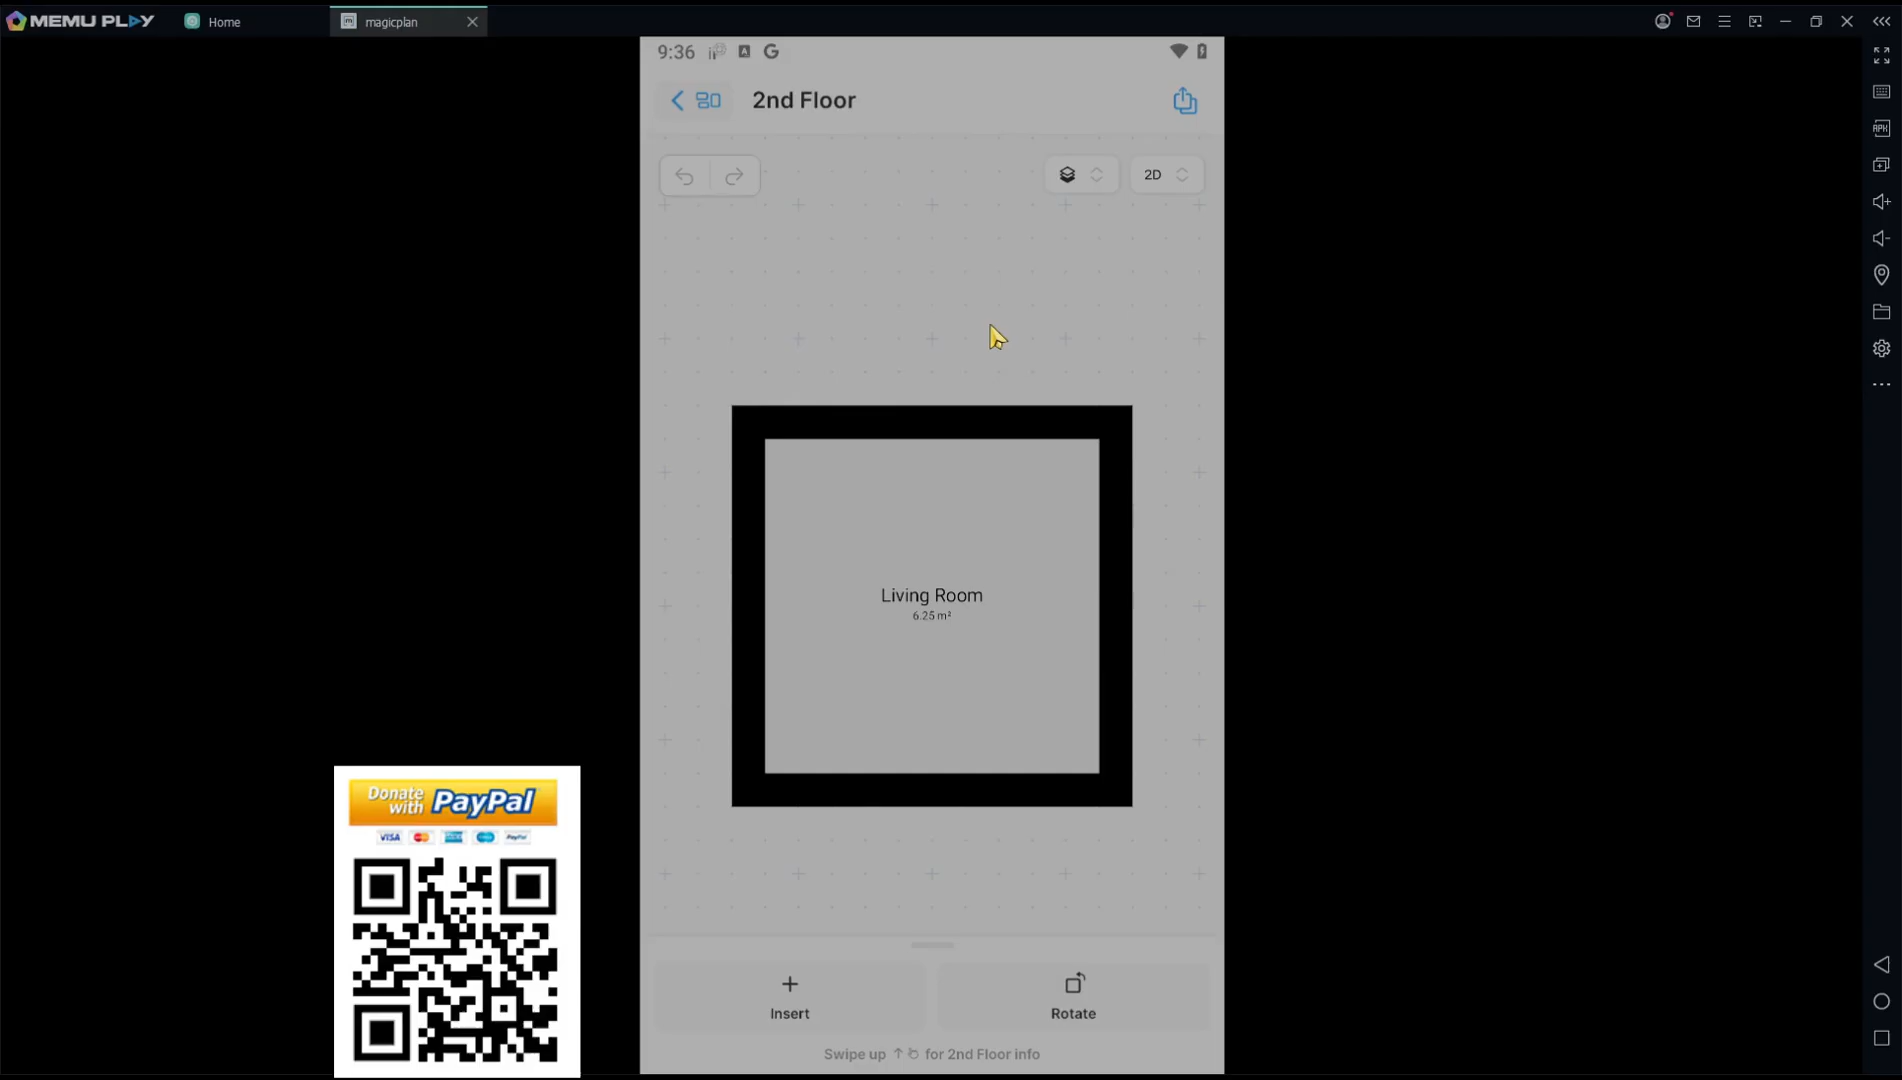 MEMU PLAY
Home
magicplan
9:36
2nd Floor
2D
Living Room
6.25 m²
Donate with PayPal
VISA
PayPal
Insert
Rotate
Swipe up for 2nd Floor info
APK